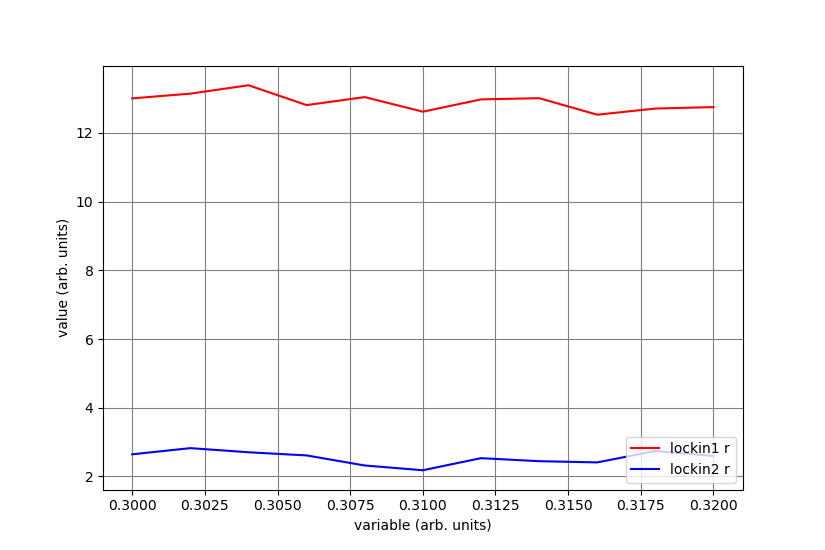 12
10
8
6
4
2
value (arb. units)
lockin1 r
lockin2 r
0.3000 0.3025 0.3050 0.3075 0.3100 0.3125 0.3150 0.3175 0.3200
variable (arb. units)